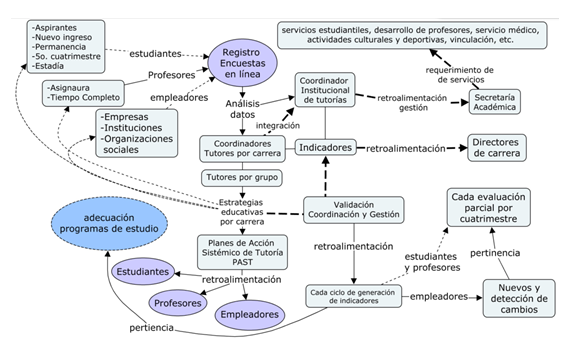 -Aspirantes
-Nuevo ingreso
-Permanencia
-5o. cuatrimestre
-Estadía
estudiantes
Registro
Encuestas
en línea
servicios estudiantiles, desarrollo de profesores, servicio médico,
actividades culturales y deportivas, vinculación, etc.
Profesores
-Asignaura
-Tiempo Completo
empleadores
Coordinador
Institucional
de tutorías
requerimiento de
de servicios
retroalimentación
gestión
Secretaría
Académica
Análisis
datos
integración
-Empresas
-Instituciones
-Organizaciones
sociales
Coordinadores
Tutores por carrera
Indicadores
retroalimentación
Directores
de carrera
Tutores por grupo
Estrategias
educativas
por carrera
Validación
Coordinación y Gestión
Cada evaluación
parcial por
cuatrimestre
adecuación
programas de estudio
Planes de Acción
Sistémico de Tutoría
PAST
retroalimentación
estudiantes
y profesores
pertinencia
Estudiantes
retroalimentación
Profesores
Empleadores
Cada ciclo de generación
de indicadores
empleadores
Nuevos y
detección de
cambios
pertiencia